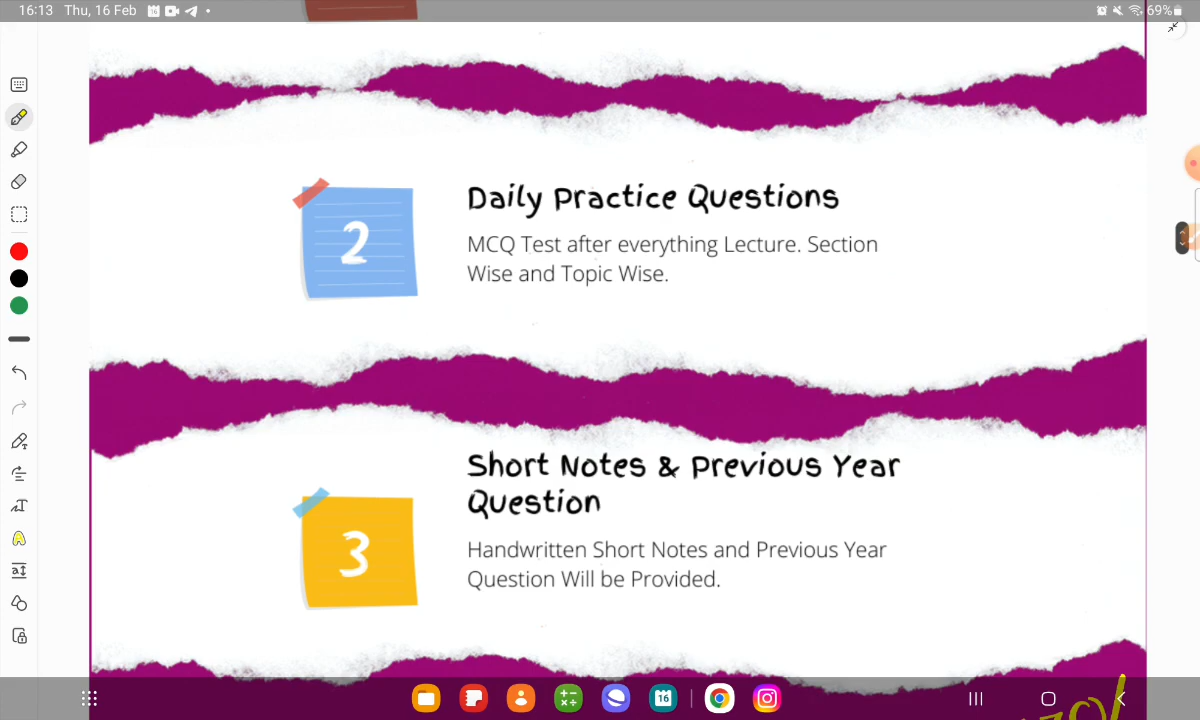 16:13 Thu, 16 Feb 16 69%
2
Daily Practice Questions
MCQ Test after everything Lecture. Section
Wise and Topic Wise.
3
Short Notes & Previous Year
Question
Handwritten Short Notes and Previous Year
Question Will be Provided.
16